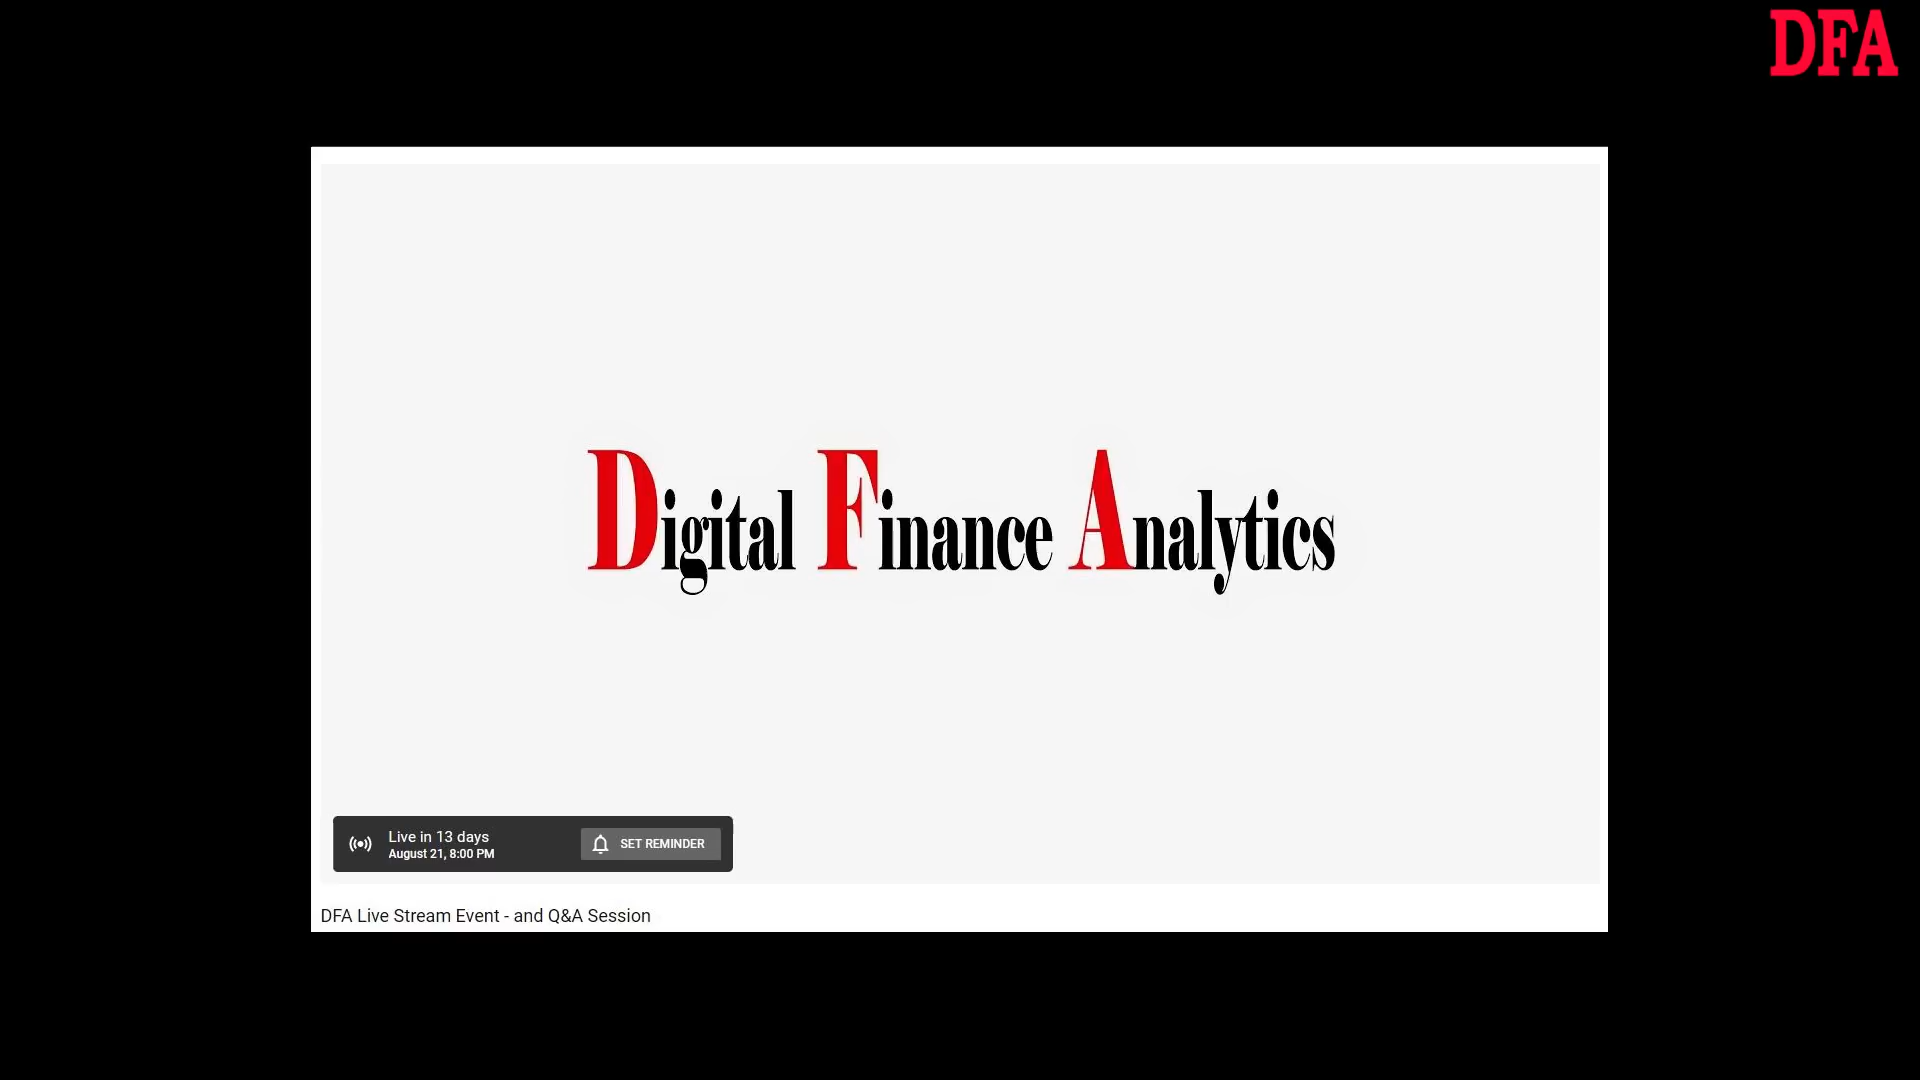 DFA
Digital Finance Analytics
Live in 13 days
August 21, 8:00 PM
SET REMINDER
DFA Live Stream Event - and Q&A Session